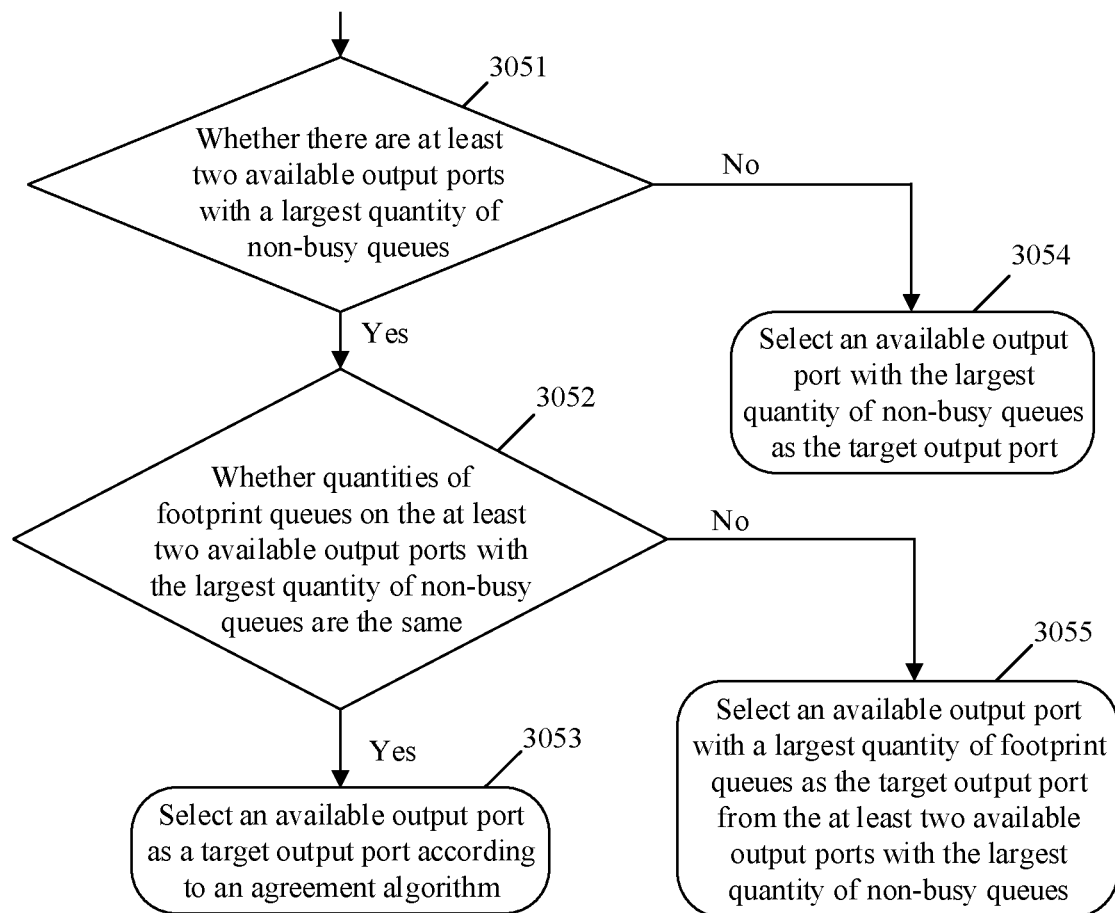 3051
Whether there are at least
two available output ports
with a largest quantity of
non-busy queues
No
Yes
3054
Select an available output
port with the largest
quantity of non-busy queues
as the target output port
3052
Whether quantities of
footprint queues on the at least
two available output ports with
the largest quantity of non-busy
queues are the same
No
Yes
3053
Select an available output port
as a target output port according
to an agreement algorithm
3055
Select an available output port
with a largest quantity of footprint
queues as the target output port
from the at least two available
output ports with the largest
quantity of non-busy queues